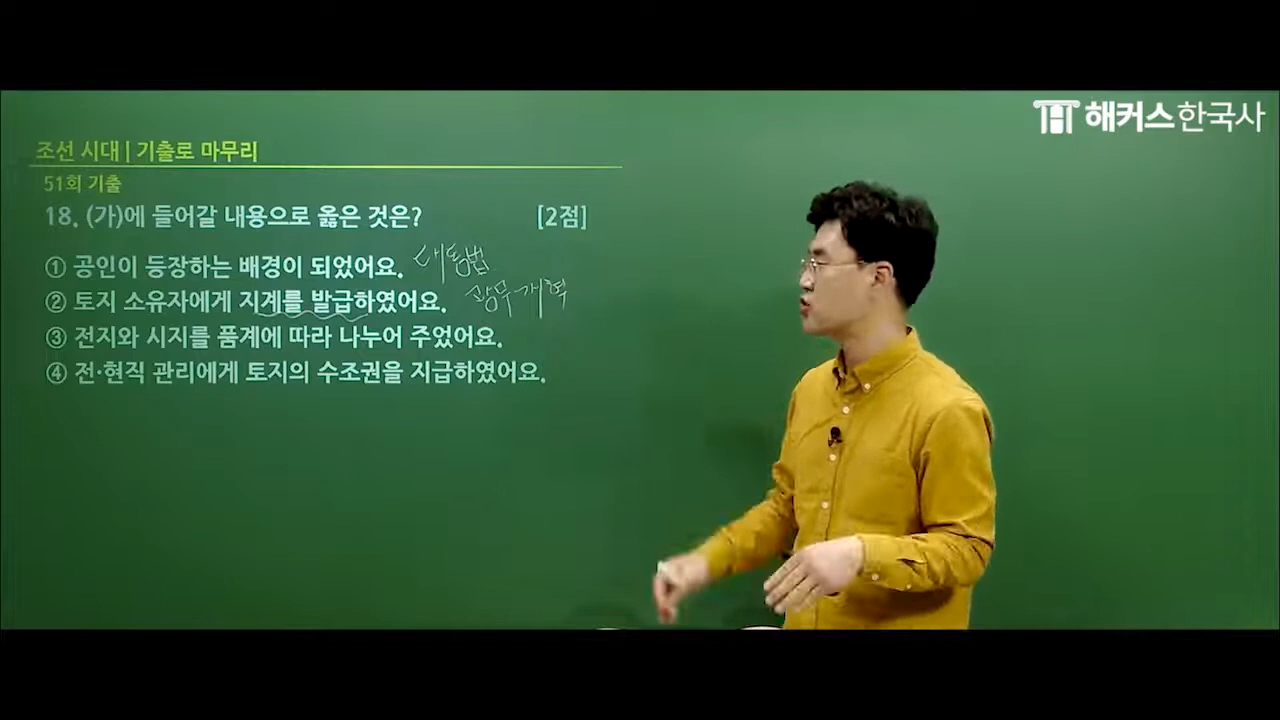 해커스한국사
조선 시대 | 기출로 마무리
51회 기출
18. (가)에 들어갈 내용으로 옳은 것은? [2점]
① 공인이 등장하는 배경이 되었어요. 대동법
② 토지 소유자에게 지계를 발급하였어요. 광무개혁
③ 전지와 시지를 품계에 따라 나누어 주었어요.
④ 전·현직 관리에게 토지의 수조권을 지급하였어요.